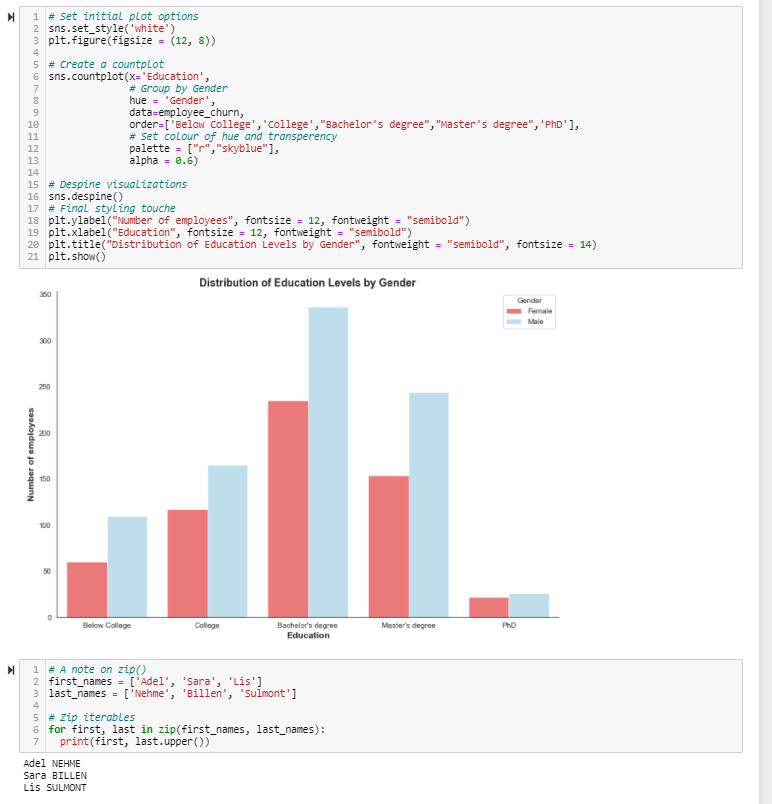 1 # Set initial plot options
2 sns.set_style('white')
3 plt.figure(figsize = (12, 8))
4
5 # Create a countplot
6 sns.countplot(x='Education',
7 # Group by Gender
8 hue = 'Gender',
9 data=employee_churn,
10 order=['Below College','College',"Bachelor's degree","Master's degree",'PhD'],
11 # Set colour of hue and transperency
12 palette = ["r","skyblue"],
13 alpha = 0.6)
14
15 # Despine visualizations
16 sns.despine()
17 # Final styling touche
18 plt.ylabel("Number of employees", fontsize = 12, fontweight = "semibold")
19 plt.xlabel("Education", fontsize = 12, fontweight = "semibold")
20 plt.title("Distribution of Education Levels by Gender", fontweight = "semibold", fontsize = 14)
21 plt.show()
Distribution of Education Levels by Gender
Gender
Female
Male
Number of employees
350
300
250
200
150
100
50
0
Below College College Bachelor's degree Master's degree PhD
Education
1 # A note on zip()
2 first_names = ['Adel', 'Sara', 'Lis']
3 last_names = ['Nehme', 'Billen', 'Sulmont']
4
5 # Zip iterables
6 for first, last in zip(first_names, last_names):
7 print(first, last.upper())
Adel NEHME
Sara BILLEN
Lis SULMONT